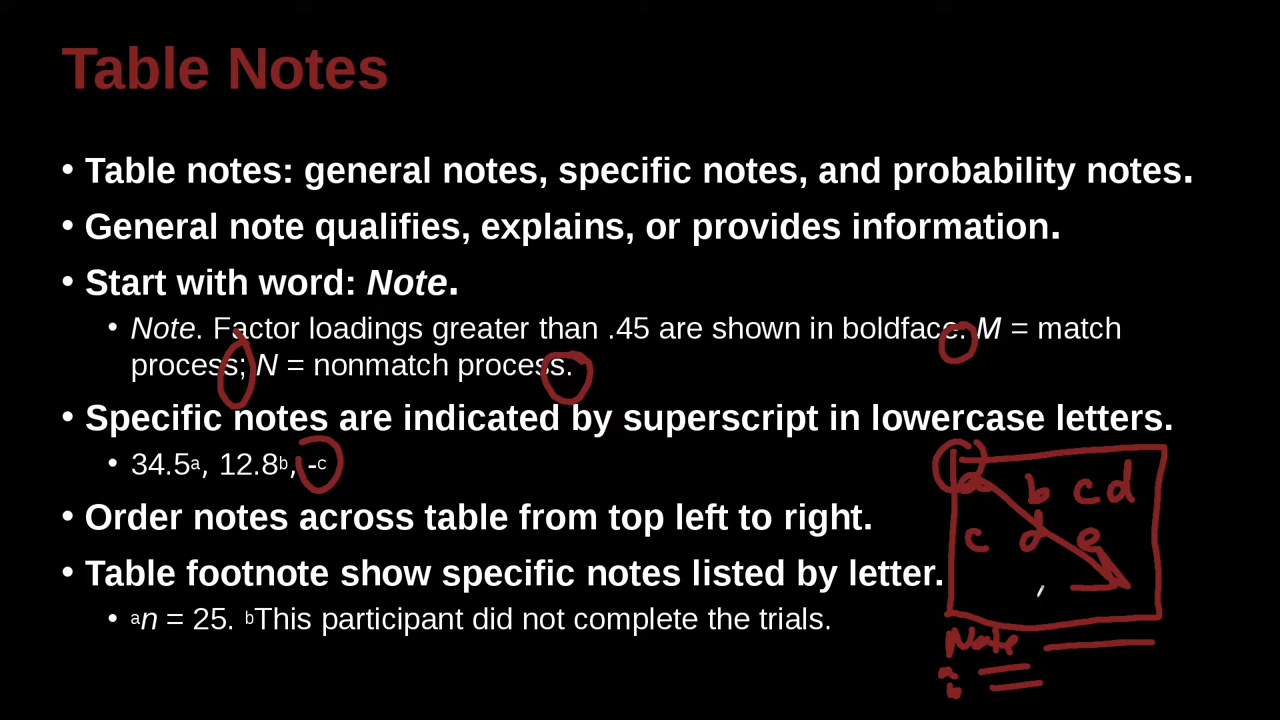 Table Notes
• Table notes: general notes, specific notes, and probability notes.
• General note qualifies, explains, or provides information.
• Start with word: Note.
• Note. Factor loadings greater than .45 are shown in boldface. M = match
process; N = nonmatch process.
• Specific notes are indicated by superscript in lowercase letters.
• 34.5a, 12.8b, -c
a b c d
• Order notes across table from top left to right.
c d e
• Table footnote show specific notes listed by letter.
• an = 25. bThis participant did not complete the trials.
Note
a
b